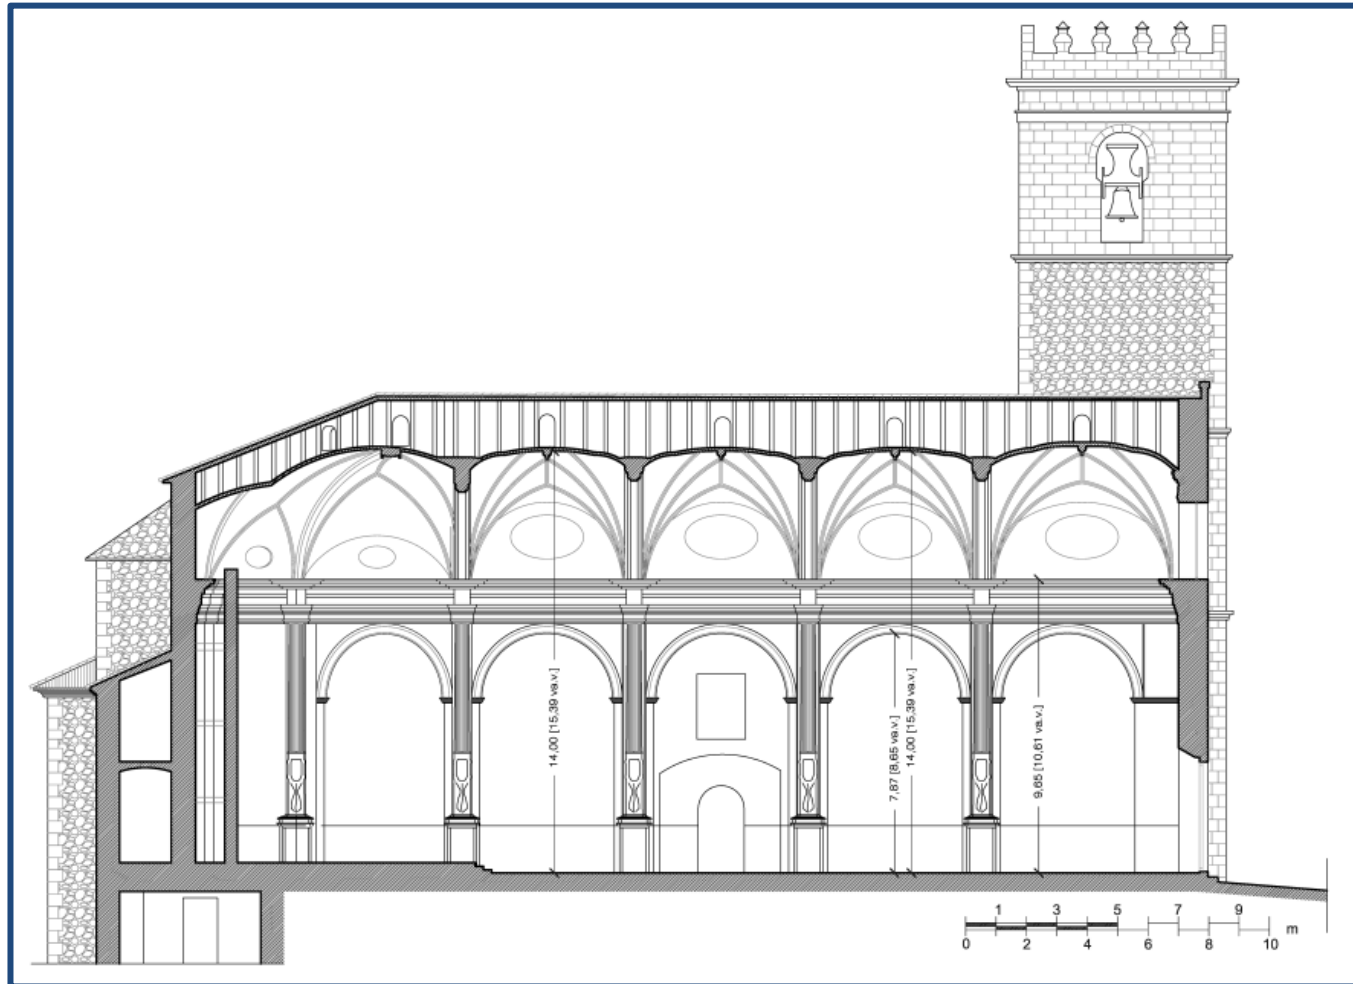 14,00 [15,39 va.v.]
7,87 [8,65 va.v.]
14,00 [15,39 va.v.]
9,65 [10,61 va.v.]
1 3 5 7 9
m
0 2 4 6 8 10